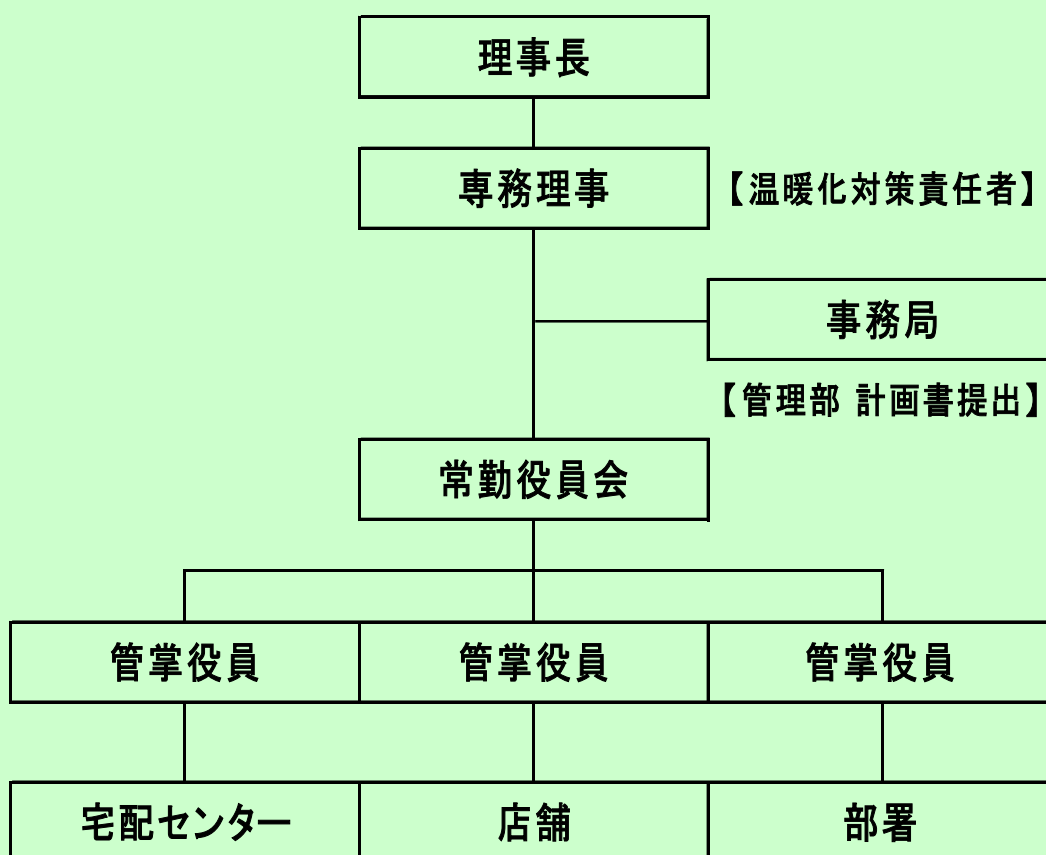 理事長
専務理事
【温暖化対策責任者】
事務局
【管理部 計画書提出】
常勤役員会
管掌役員
管掌役員
管掌役員
宅配センター
店舗
部署